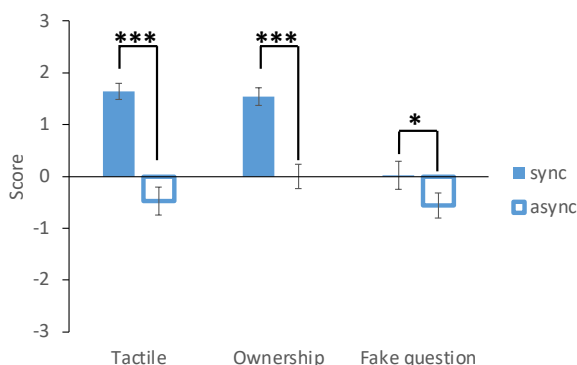 3
2
1
0
-1
-2
-3
Score
***
***
*
Tactile
Ownership
Fake question
sync
async